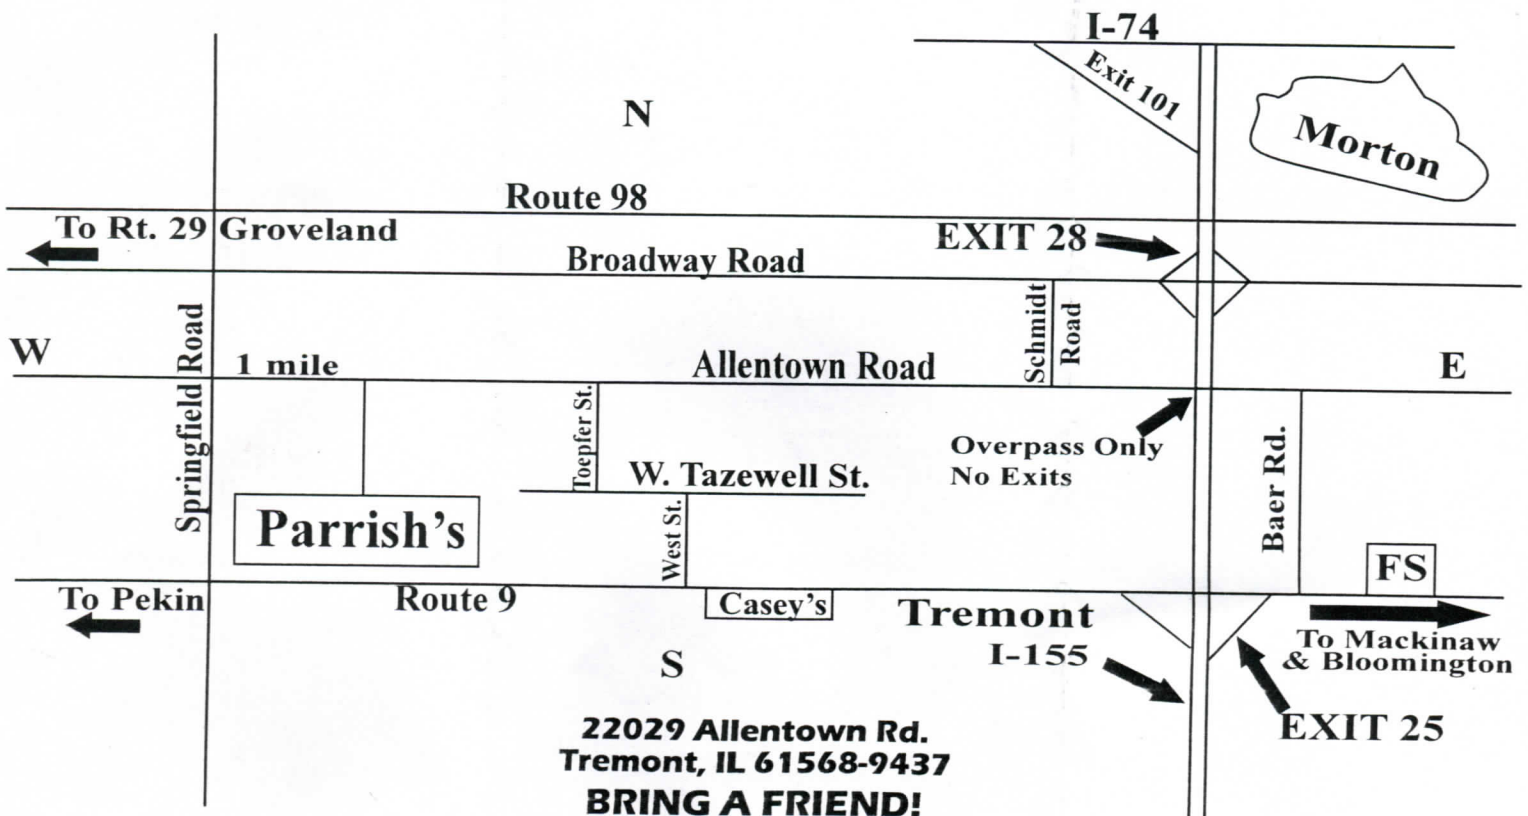 I-74
Exit 101
N
Morton
Route 98
To Rt. 29
Groveland
EXIT 28
Broadway Road
Springfield Road
Schmidt
Road
W
1 mile
Allentown Road
E
Toepfer St.
Overpass Only
No Exits
W. Tazewell St.
Baer Rd.
Parrish's
West St.
FS
To Pekin
Route 9
Casey's
Tremont
I-155
To Mackinaw
& Bloomington
S
EXIT 25
22029 Allentown Rd.
Tremont, IL 61568-9437
BRING A FRIEND!